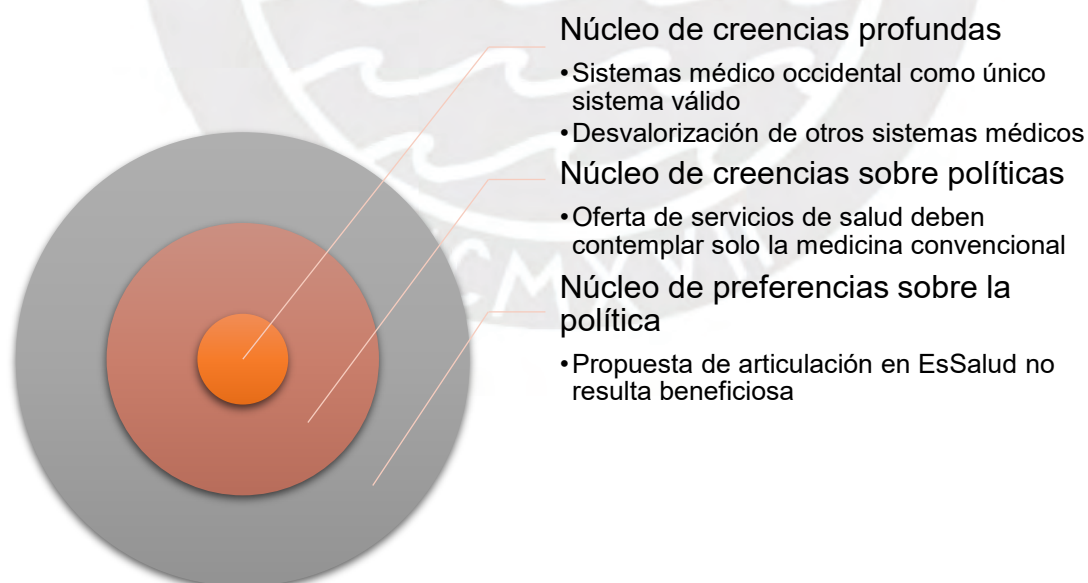 Núcleo de creencias profundas
•Sistemas médico occidental como único
sistema válido
•Desvalorización de otros sistemas médicos
Núcleo de creencias sobre políticas
•Oferta de servicios de salud deben
contemplar solo la medicina convencional
Núcleo de preferencias sobre la
política
•Propuesta de articulación en EsSalud no
resulta beneficiosa